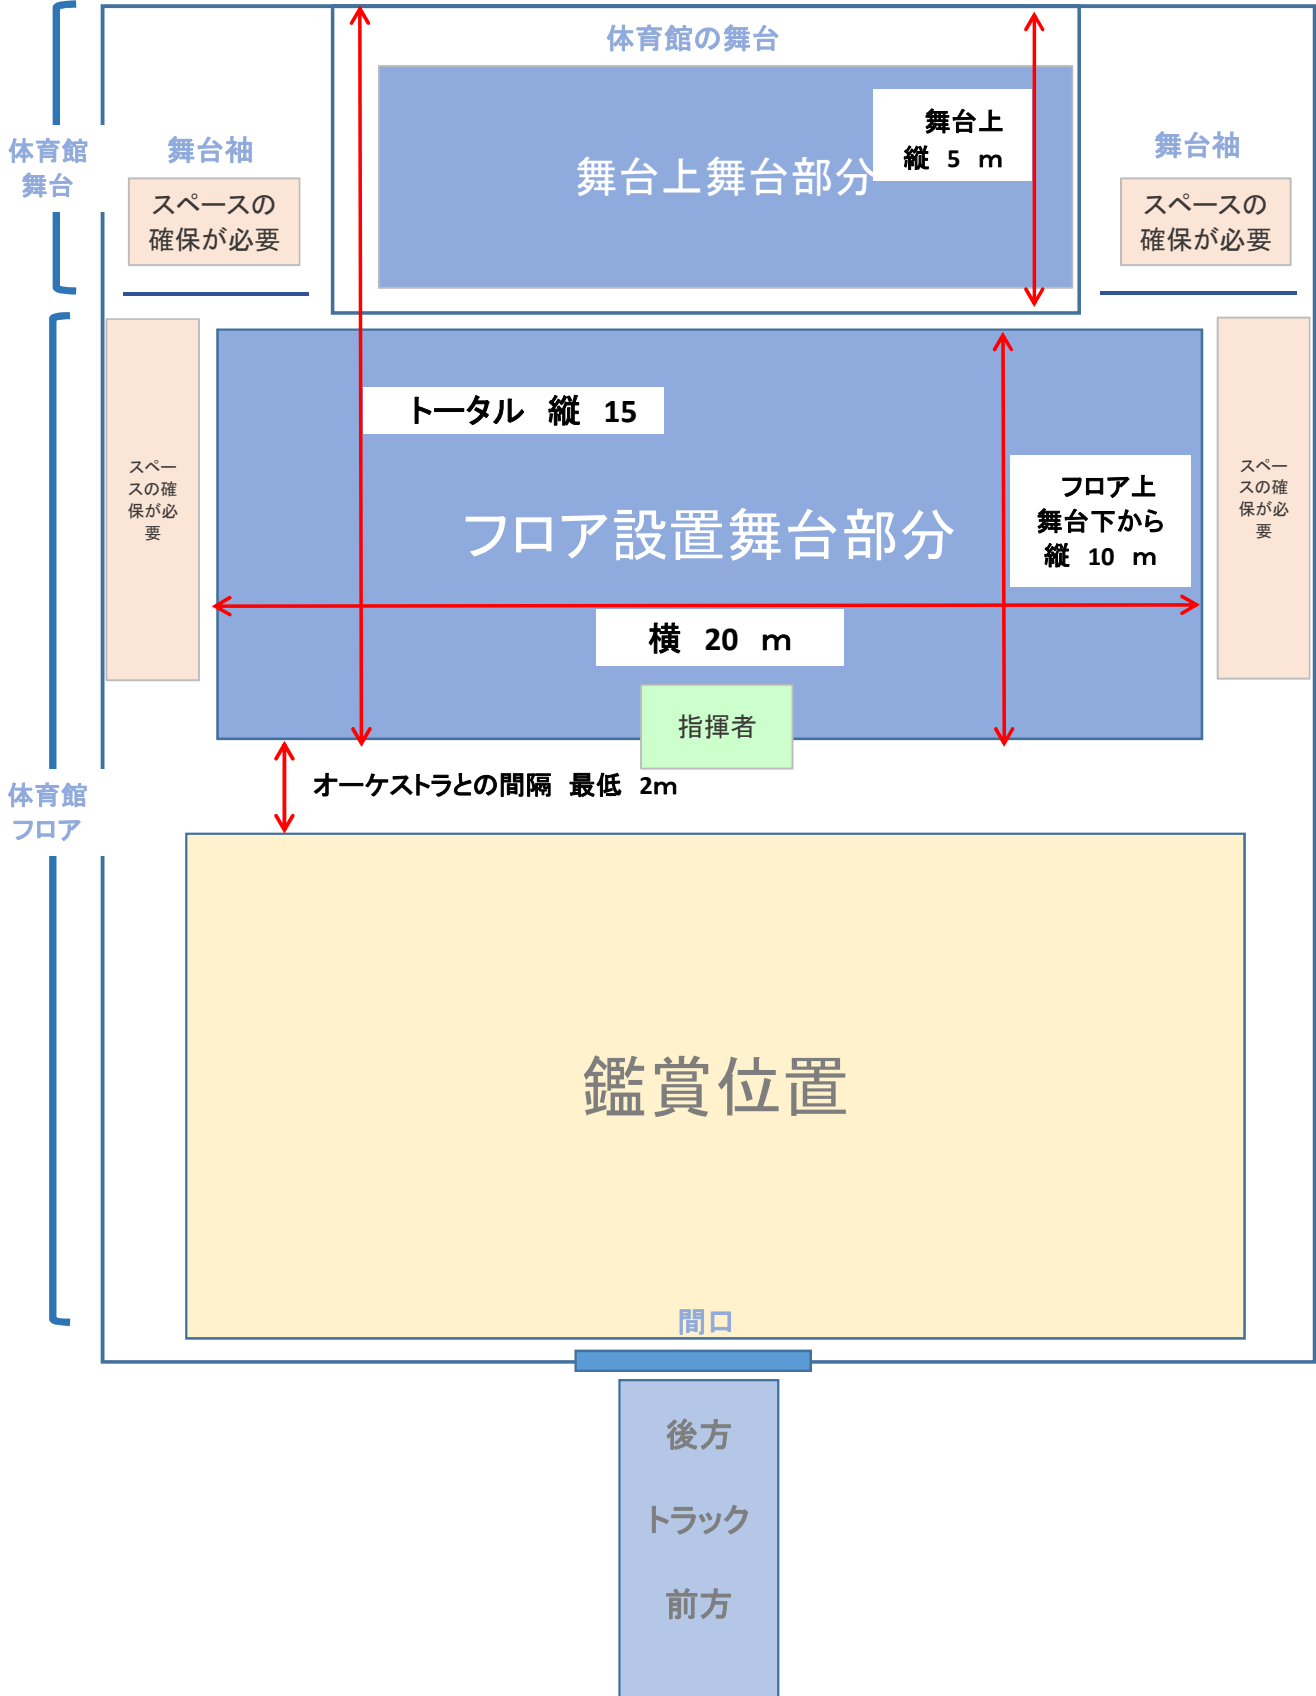 体育館の舞台
舞台上
縦 5 m
舞台上舞台部分
体育館
舞台
舞台袖
スペースの
確保が必要
舞台袖
スペースの
確保が必要
トータル 縦 15
フロア上
舞台下から
縦 10 m
スペー
スの確
保が必
要
フロア設置舞台部分
スペー
スの確
保が必
要
横 20 m
指揮者
オーケストラとの間隔 最低 2m
体育館
フロア
鑑賞位置
間口
後方
トラック
前方